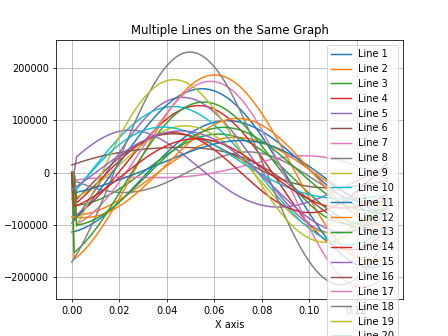 Multiple Lines on the Same Graph
200000
100000
0
−100000
−200000
0.00
0.02
0.04
0.06
0.08
0.10
X axis
Line 1
Line 2
Line 3
Line 4
Line 5
Line 6
Line 7
Line 8
Line 9
Line 10
Line 11
Line 12
Line 13
Line 14
Line 15
Line 16
Line 17
Line 18
Line 19